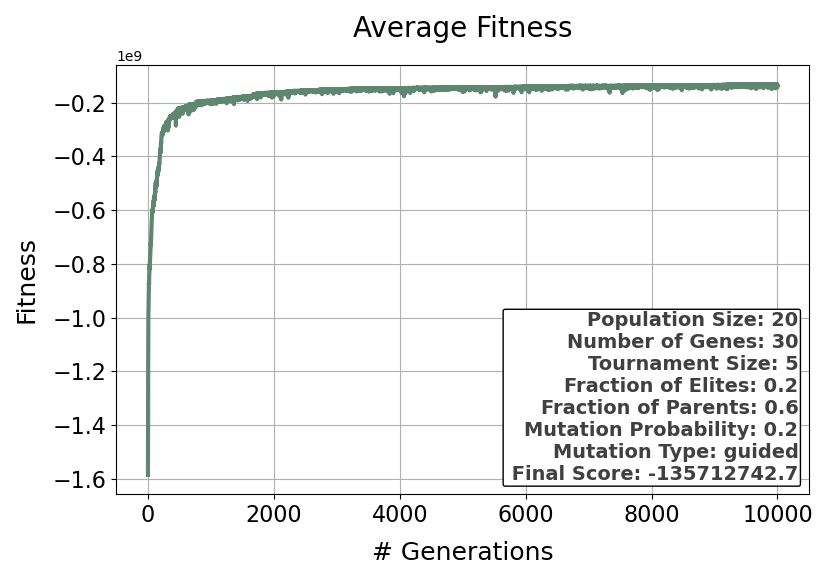 Average Fitness
1e9
−0.2
−0.4
−0.6
−0.8
−1.0
−1.2
−1.4
−1.6
Fitness
Population Size: 20
Number of Genes: 30
Tournament Size: 5
Fraction of Elites: 0.2
Fraction of Parents: 0.6
Mutation Probability: 0.2
Mutation Type: guided
Final Score: -135712742.7
0 2000 4000 6000 8000 10000
# Generations